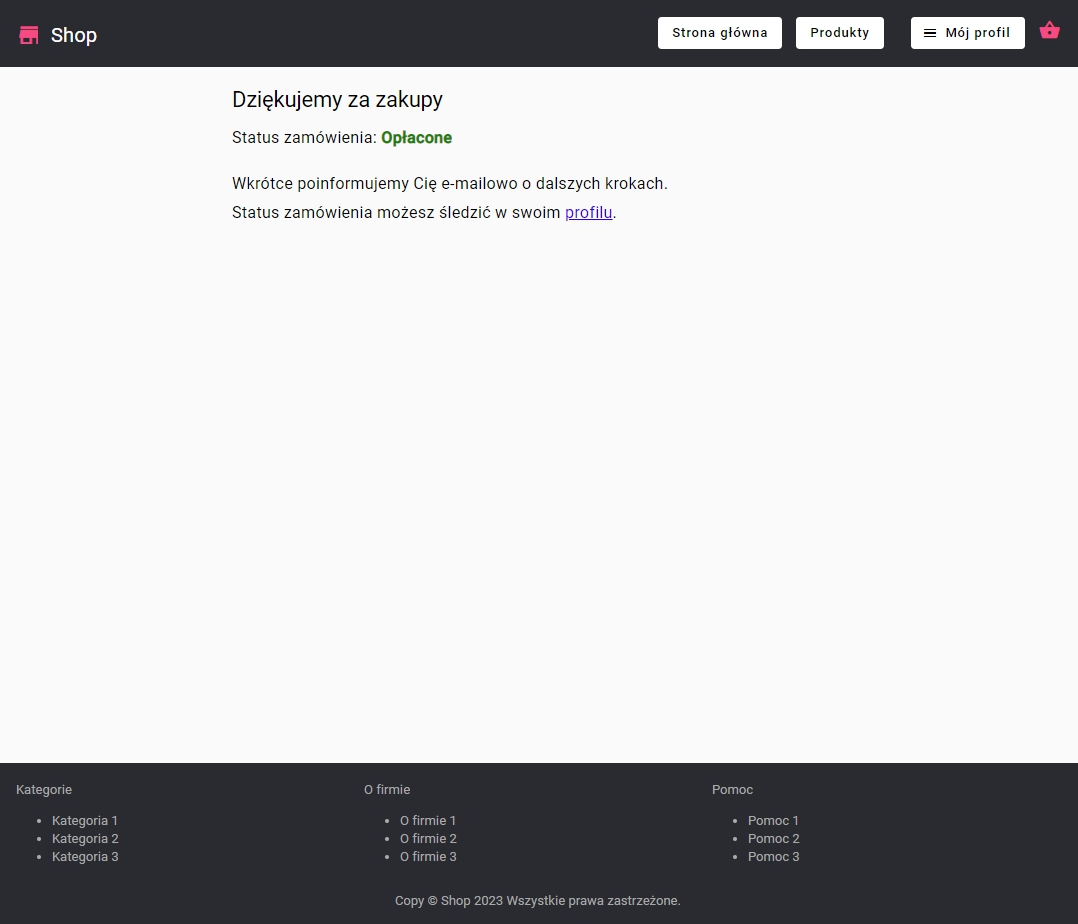 Shop
Strona główna
Produkty
Mój profil
Dziękujemy za zakupy
Status zamówienia: Opłacone
Wkrótce poinformujemy Cię e-mailowo o dalszych krokach.
Status zamówienia możesz śledzić w swoim profilu.
Kategorie
Kategoria 1
Kategoria 2
Kategoria 3
O firmie
O firmie 1
O firmie 2
O firmie 3
Pomoc
Pomoc 1
Pomoc 2
Pomoc 3
Copy © Shop 2023 Wszystkie prawa zastrzeżone.